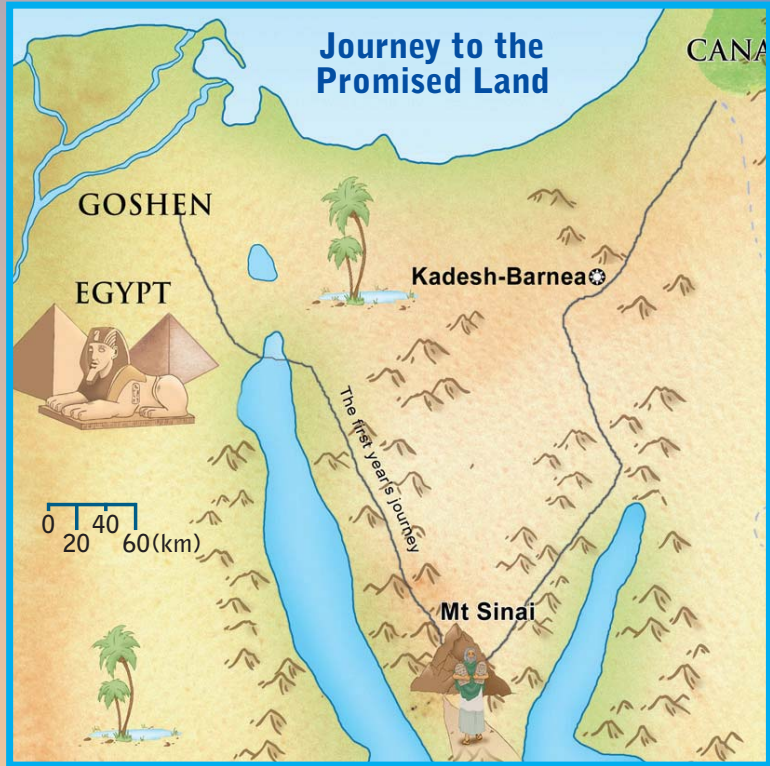 Journey to the
Promised Land
CANA
GOSHEN
Kadesh-Barnea
EGYPT
The first year's journey
0 40
20 60(km)
Mt Sinai